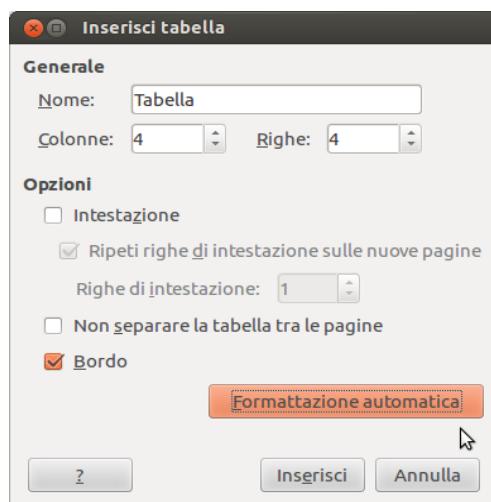 Inserisci tabella
Generale
Nome: Tabella
Colonne: 4 Righe: 4
Opzioni
Intestazione
Ripeti righe di intestazione sulle nuove pagine
Righe di intestazione: 1
Non separare la tabella tra le pagine
Bordo
Formattazione automatica
? Inserisci Annulla